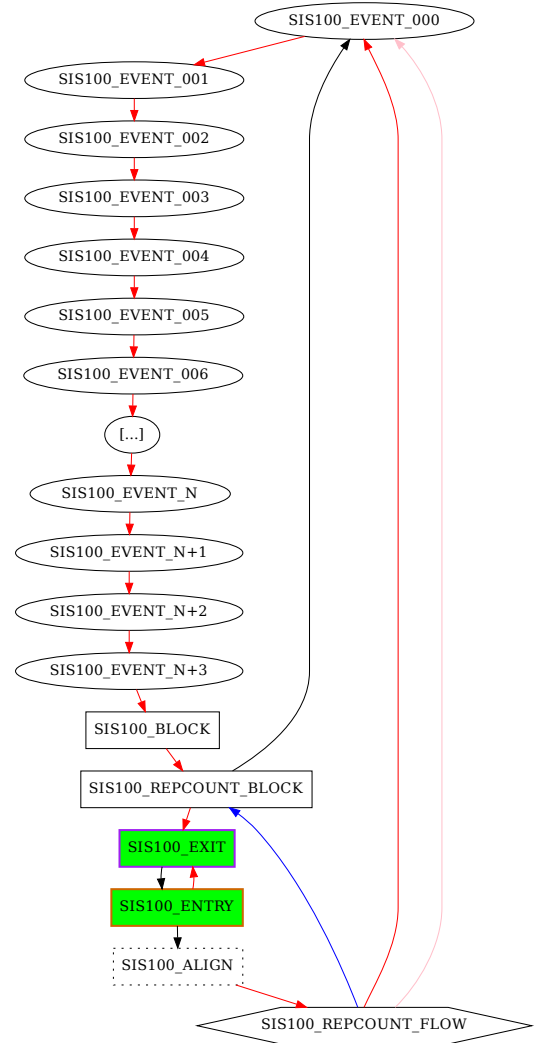 SIS100_EVENT_000
SIS100_EVENT_001
SIS100_EVENT_002
SIS100_EVENT_003
SIS100_EVENT_004
SIS100_EVENT_005
SIS100_EVENT_006
[...]
SIS100_EVENT_N
SIS100_EVENT_N+1
SIS100_EVENT_N+2
SIS100_EVENT_N+3
SIS100_BLOCK
SIS100_REPCOUNT_BLOCK
SIS100_EXIT
SIS100_ENTRY
SIS100_ALIGN
SIS100_REPCOUNT_FLOW